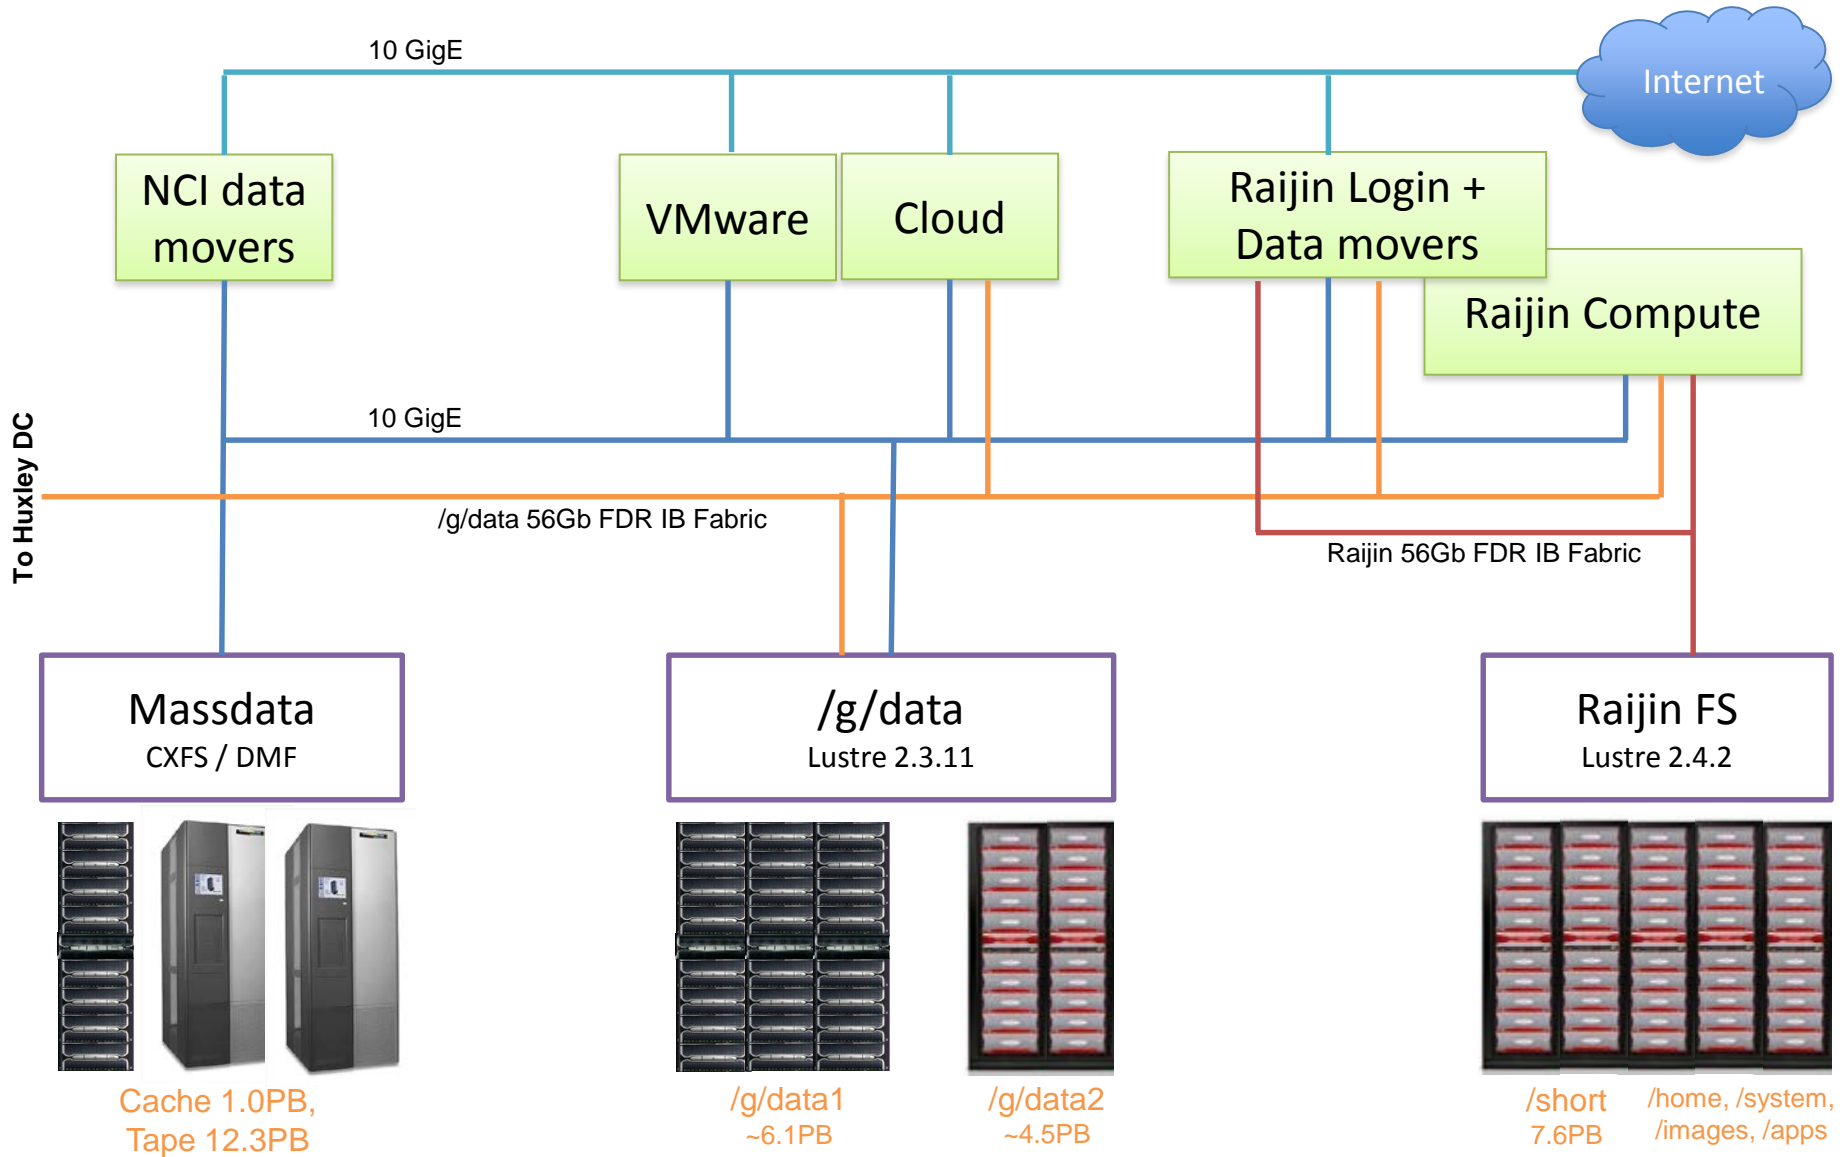 10 GigE
Internet
NCI data
movers
VMware
Cloud
Raijin Login +
Data movers
Raijin Compute
10 GigE
To Huxley DC
/g/data 56Gb FDR IB Fabric
Raijin 56Gb FDR IB Fabric
Massdata
CXFS / DMF
/g/data
Lustre 2.3.11
Raijin FS
Lustre 2.4.2
Cache 1.0PB,
Tape 12.3PB
/g/data1
~6.1PB
/g/data2
~4.5PB
/short
7.6PB
/home, /system,
/images, /apps